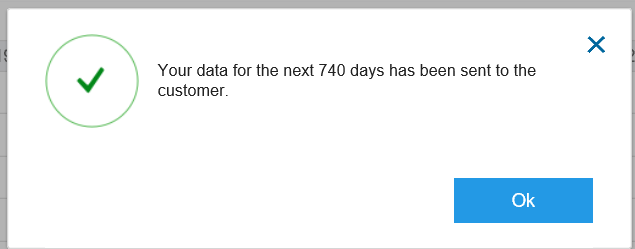 Your data for the next 740 days has been sent to the
customer.
Ok